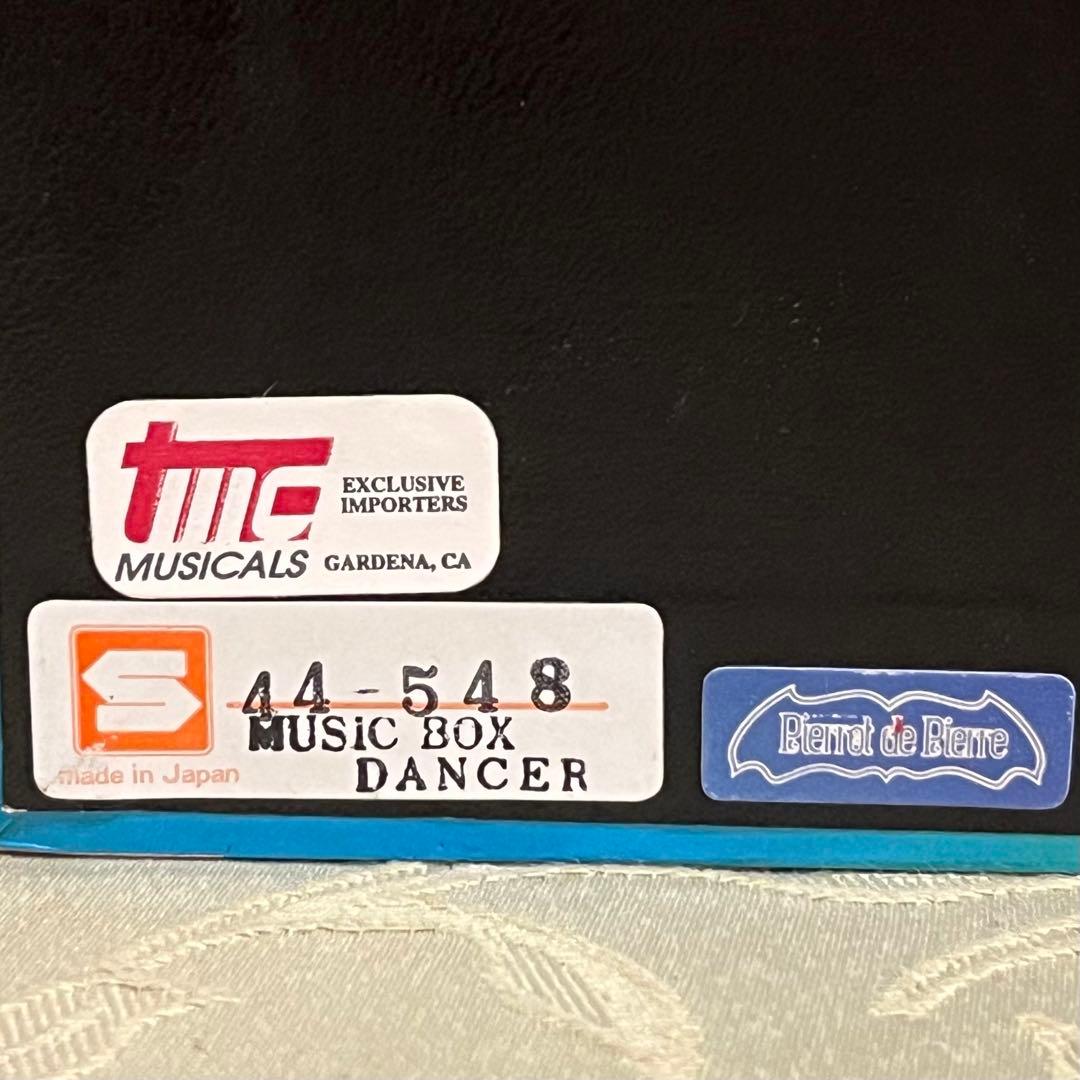 tmc
EXCLUSIVE
IMPORTERS
MUSICALS GARDENA, CA
S
44-548
MUSiC BOX
DANCER
made in Japan
Pierrot de Pierre